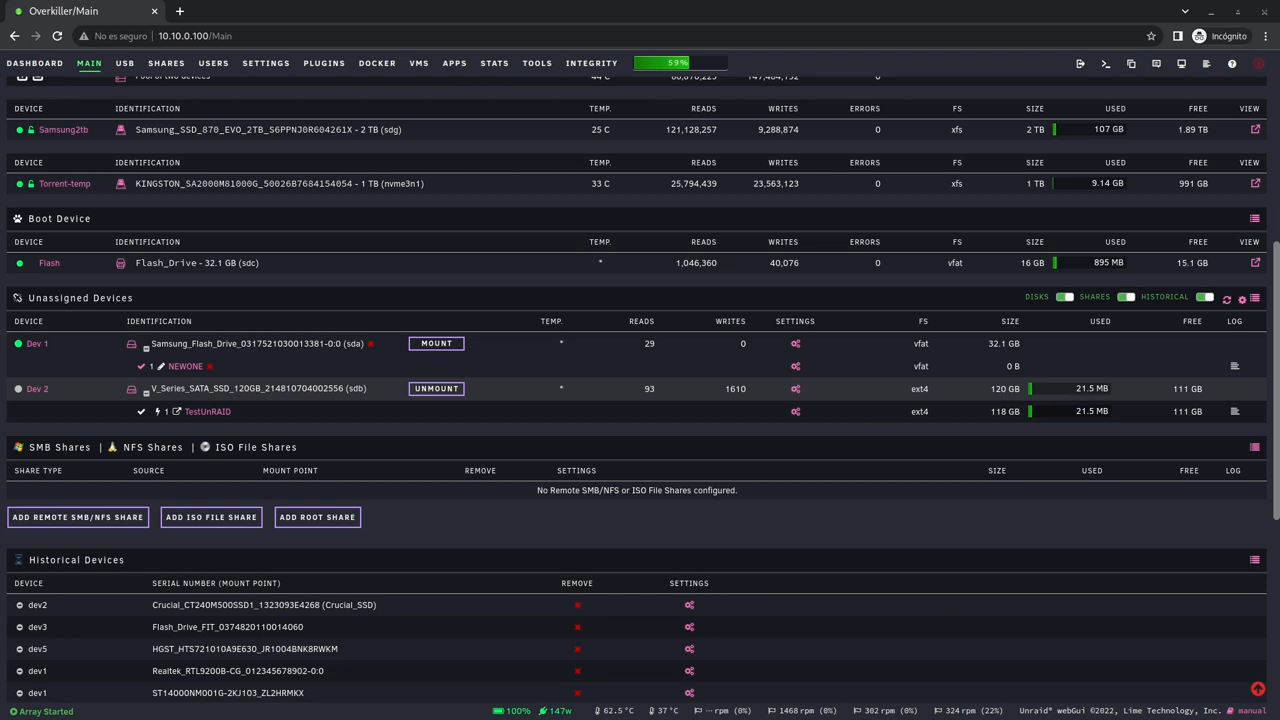 Overkiller/Main
No es seguro | 10.10.0.100/Main
Incógnito
DASHBOARD MAIN USB SHARES USERS SETTINGS PLUGINS DOCKER VMS APPS STATS TOOLS INTEGRITY 59%
Pool of two devices 44 C 147,484,192 0
DEVICE IDENTIFICATION TEMP. READS WRITES ERRORS FS SIZE USED FREE VIEW
Samsung2tb Samsung_SSD_870_EVO_2TB_S6PPNJ0R604261X - 2 TB (sdg) 25 C 121,128,257 9,288,874 0 xfs 2 TB 107 GB 1.89 TB
DEVICE IDENTIFICATION TEMP. READS WRITES ERRORS FS SIZE USED FREE VIEW
Torrent-temp KINGSTON_SA2000M81000G_50026B7684154054 - 1 TB (nvme3n1) 33 C 25,794,439 23,563,123 0 xfs 1 TB 9.14 GB 991 GB
Boot Device
DEVICE IDENTIFICATION TEMP. READS WRITES ERRORS FS SIZE USED FREE VIEW
Flash Flash_Drive - 32.1 GB (sdc) * 1,046,360 40,076 0 vfat 16 GB 895 MB 15.1 GB
Unassigned Devices DISKS SHARES HISTORICAL
DEVICE IDENTIFICATION TEMP. READS WRITES SETTINGS FS SIZE USED FREE LOG
Dev 1 Samsung_Flash_Drive_0317521030013381-0:0 (sda) MOUNT * 29 0 vfat 32.1 GB
1 NEWONE vfat 0 B
Dev 2 V_Series_SATA_SSD_120GB_214810704002556 (sdb) UNMOUNT * 93 1610 ext4 120 GB 21.5 MB 111 GB
1 TestUnRAID ext4 118 GB 21.5 MB 111 GB
SMB Shares | NFS Shares | ISO File Shares
SHARE TYPE SOURCE MOUNT POINT REMOVE SETTINGS SIZE USED FREE LOG
No Remote SMB/NFS or ISO File Shares configured.
ADD REMOTE SMB/NFS SHARE ADD ISO FILE SHARE ADD ROOT SHARE
Historical Devices
DEVICE SERIAL NUMBER (MOUNT POINT) REMOVE SETTINGS
dev2 Crucial_CT240M500SSD1_1323093E4268 (Crucial_SSD)
dev3 Flash_Drive_FIT_0374820110014060
dev5 HGST_HTS721010A9E630_JR1004BNK8RWKM
dev1 Realtek_RTL9200B-CG_012345678902-0:0
dev1 ST14000NM001G-2KJ103_ZL2HRMKX
Array Started 100% 147w 62.5 °C 37 °C -- rpm (0%) 1468 rpm (0%) 302 rpm (0%) 324 rpm (22%) Unraid® webGui ©2022, Lime Technology, Inc. manual